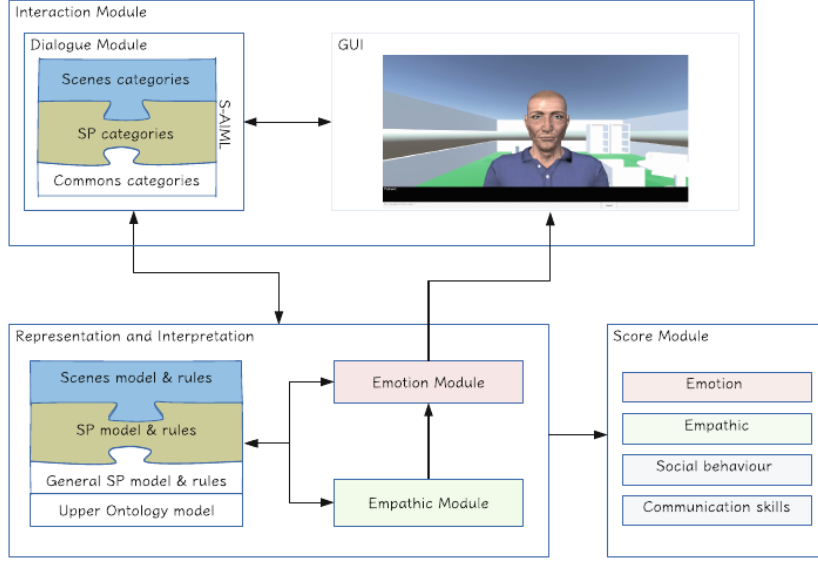 Interaction Module
Dialogue Module
Scenes categories
SP categories
Commons categories
S-AIML
GUI
Representation and Interpretation
Scenes model & rules
SP model & rules
General SP model & rules
Upper Ontology model
Emotion Module
Empathic Module
Score Module
Emotion
Empathic
Social behaviour
Communication skills